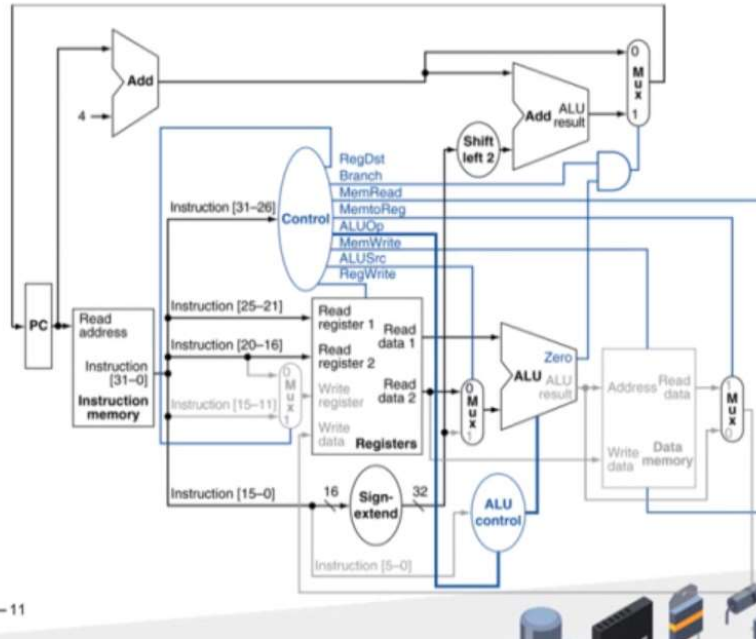 Add
4
Add ALU
result
0
Mux
1
Shift
left 2
RegDst
Branch
MemRead
MemtoReg
ALUOp
MemWrite
ALUSrc
RegWrite
Control
Instruction [31–26]
Instruction [25–21]
Instruction [20–16]
Instruction [15–11]
Instruction [15–0]
Instruction [5–0]
PC
Read
address
Instruction
[31–0]
Instruction
memory
0
Mux
1
Read
register 1
Read
register 2
Write
register
Write
data
Read
data 1
Read
data 2
Registers
16
Sign-
extend
32
0
Mux
1
Zero
ALU ALU
result
ALU
control
Address
Read
data
Write
data
Data
memory
1
Mux
0
–11